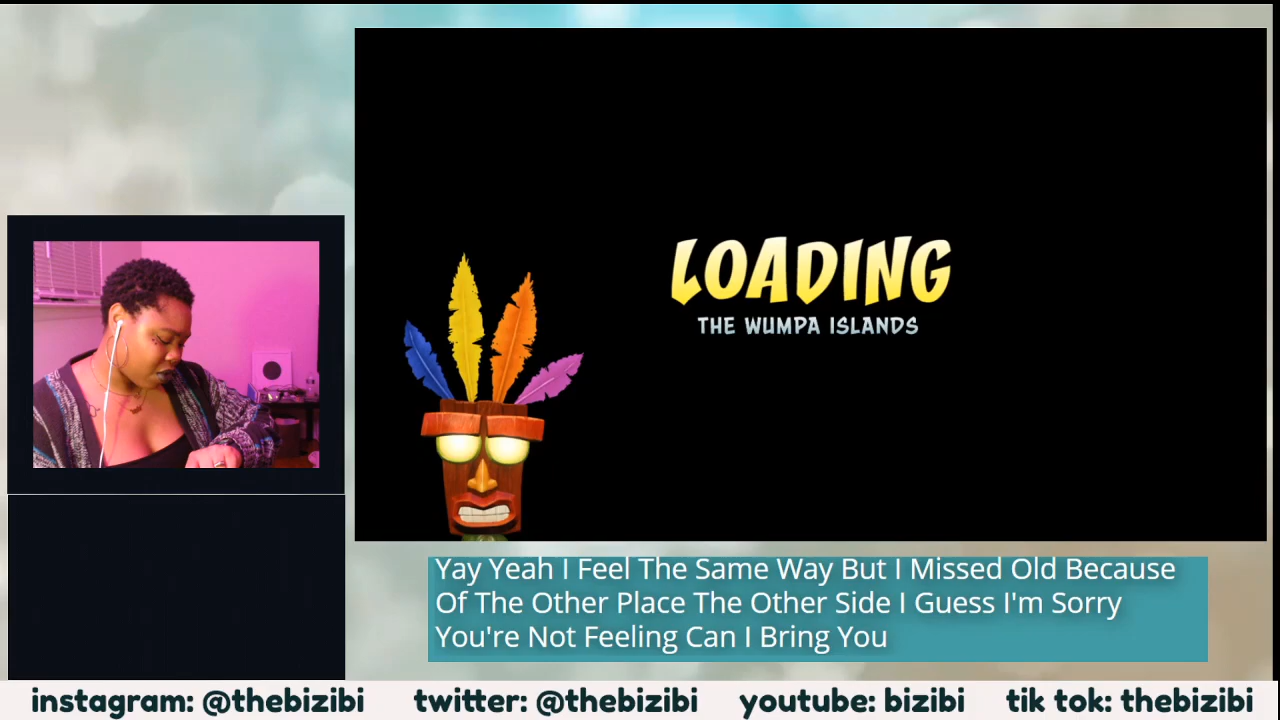 LOADING
THE WUMPA ISLANDS
Yay Yeah I Feel The Same Way But I Missed Old Because
Of The Other Place The Other Side I Guess I'm Sorry
You're Not Feeling Can I Bring You
instagram: @thebizibi twitter: @thebizibi youtube: bizibi tik tok: thebizibi